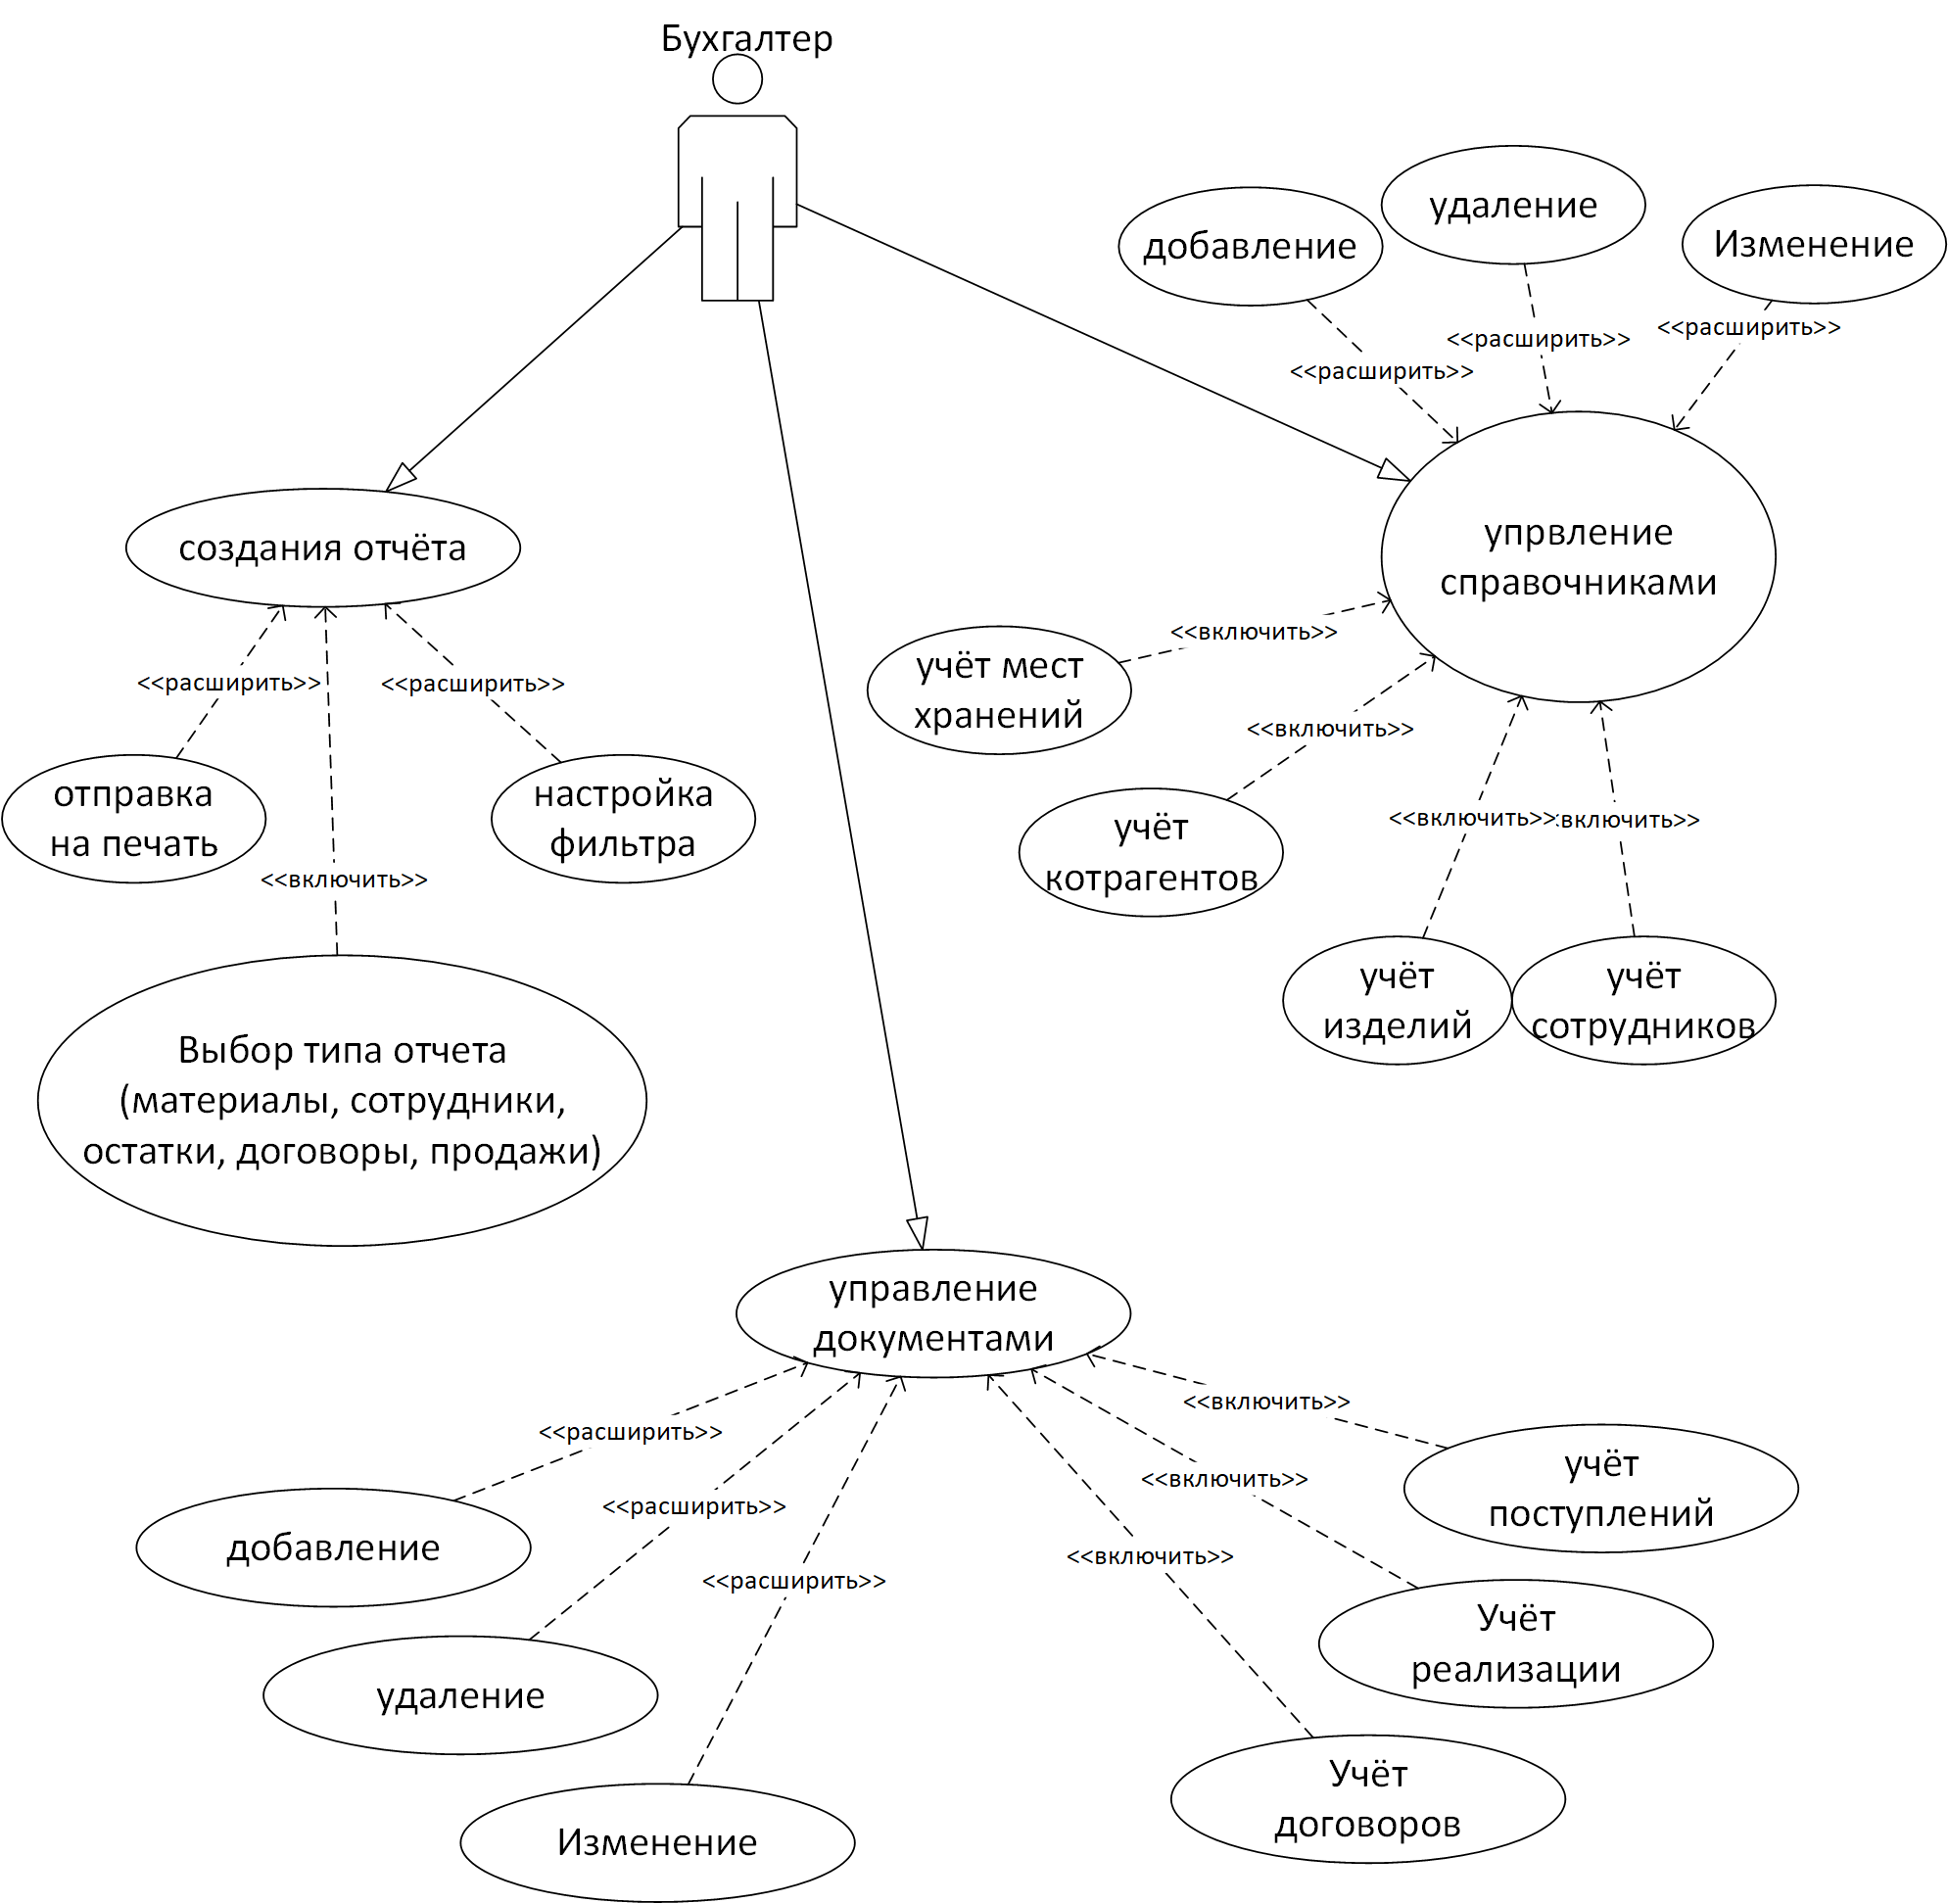 Бухгалтер
добавление
удаление
Изменение
<<расширить>>
<<расширить>>
<<расширить>>
создания отчёта
упрвление
справочниками
<<расширить>>
<<расширить>>
<<включить>>
отправка
на печать
настройка
фильтра
Выбор типа отчета
(материалы, сотрудники,
остатки, договоры, продажи)
<<включить>>
учёт мест
хранений
<<включить>>
учёт
котрагентов
<<включить>>
:включить>>
учёт
изделий
учёт
сотрудников
управление
документами
<<расширить>>
<<расширить>>
<<расширить>>
добавление
удаление
Изменение
<<включить>>
<<включить>>
<<включить>>
учёт
поступлений
Учёт
реализации
Учёт
договоров